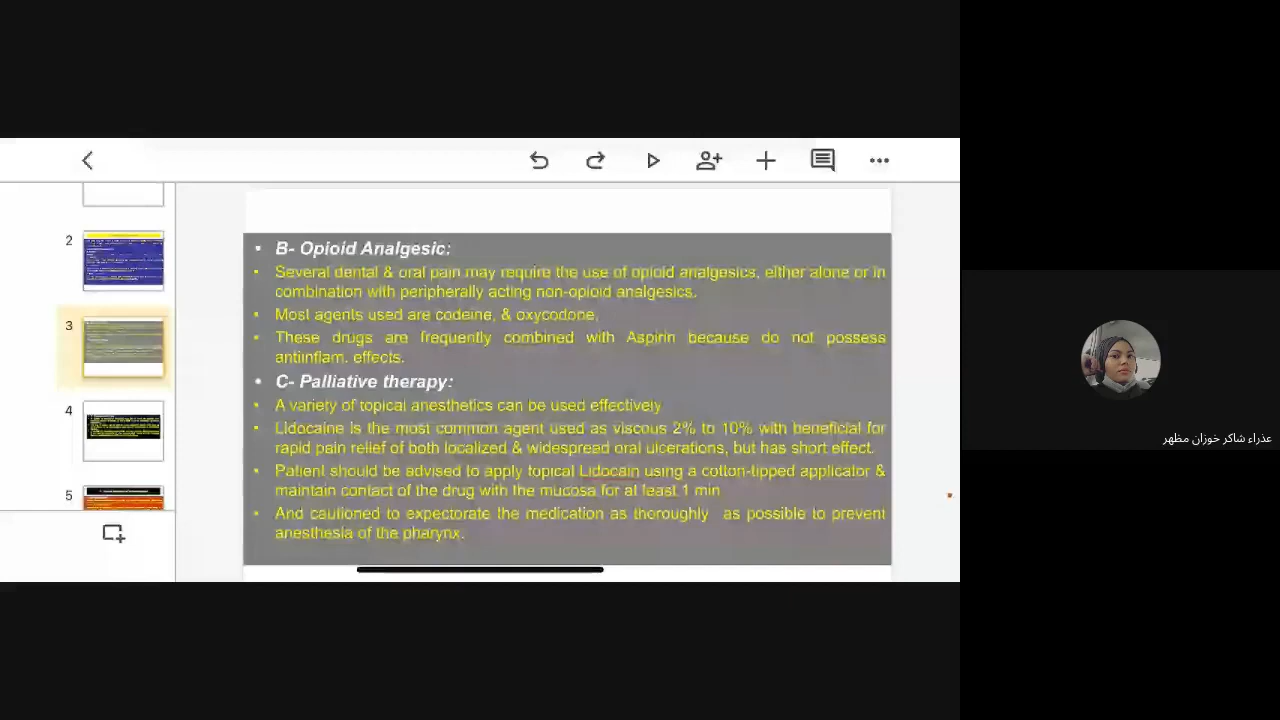 2
3
4
5
• B- Opioid Analgesic:
• Several dental & oral pain may require the use of opioid analgesics, either alone or in
combination with peripherally acting non-opioid analgesics.
• Most agents used are codeine, & oxycodone,
• These drugs are frequently combined with Aspirin because do not possess
antiinflam. effects.
• C- Palliative therapy:
• A variety of topical anesthetics can be used effectively
• Lidocaine is the most common agent used as viscous 2% to 10% with beneficial for
rapid pain relief of both localized & widespread oral ulcerations, but has short effect.
• Patient should be advised to apply topical Lidocain using a cotton-tipped applicator &
maintain contact of the drug with the mucosa for at least 1 min
• And cautioned to expectorate the medication as thoroughly as possible to prevent
anesthesia of the pharynx.
عذراء شاكر خوزان مظهر